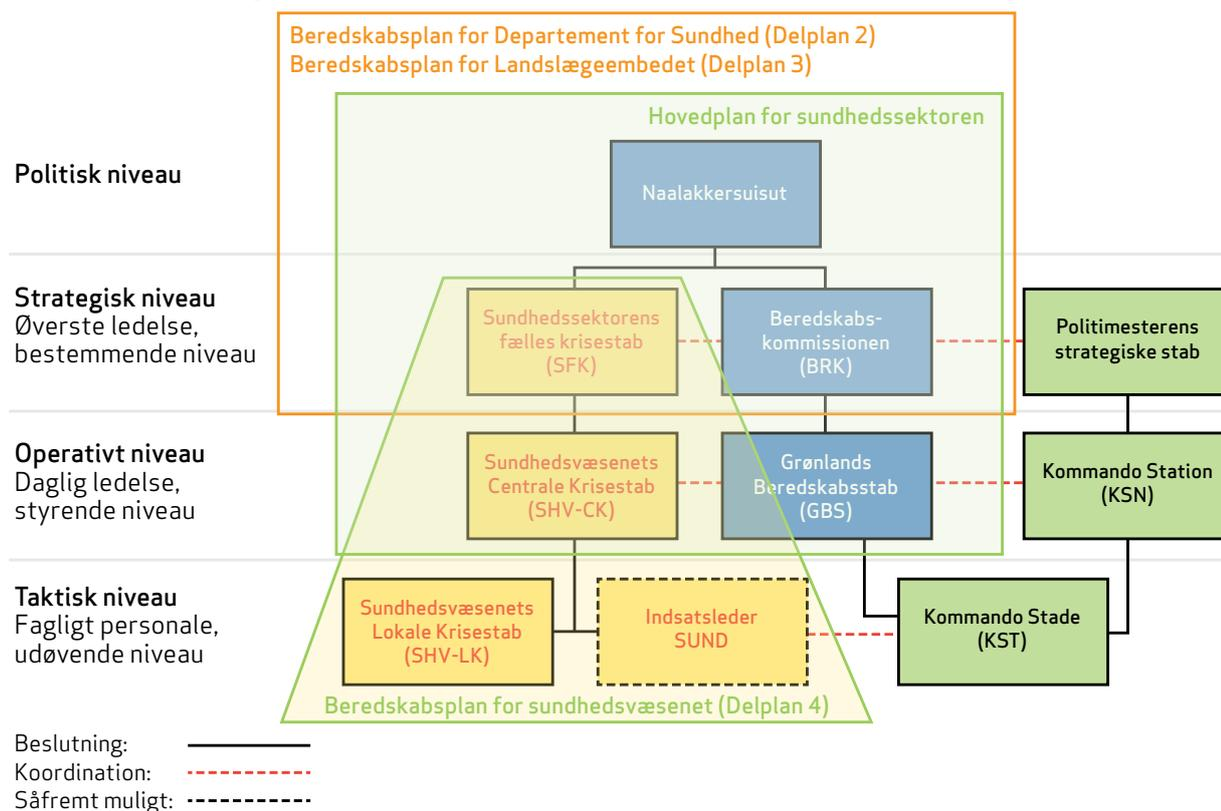 Beredskabsplan for Departement for Sundhed (Delplan 2)
Beredskabsplan for Landslægeembedet (Delplan 3)
Hovedplan for sundhedssektoren
Politisk niveau
Naalakkersuisut
Strategisk niveau
Øverste ledelse,
bestemmende niveau
Sundhedssektorens
fælles krisestab
(SFK)
Beredskabs-
kommissionen
(BRK)
Politimesterens
strategiske stab
Operativt niveau
Daglig ledelse,
styrende niveau
Sundhedsvæsenets
Centrale Krisestab
(SHV-CK)
Grønlands
Beredskabsstab
(GBS)
Kommando Station
(KSN)
Taktisk niveau
Fagligt personale,
udøvende niveau
Sundhedsvæsenets
Lokale Krisestab
(SHV-LK)
Indsatsleder
SUND
Kommando Stade
(KST)
Beredskabsplan for sundhedsvæsenet (Delplan 4)
Beslutning:
Koordination:
Såfremt muligt: